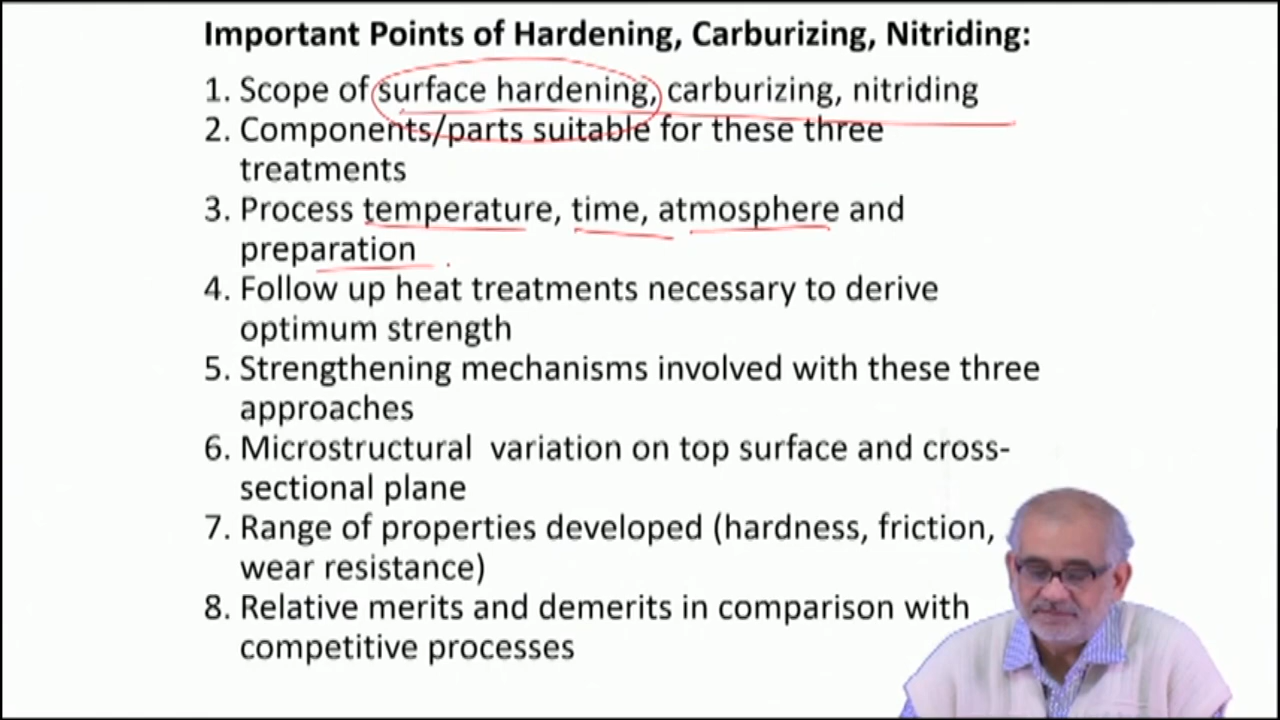 Important Points of Hardening, Carburizing, Nitriding:
1. Scope of surface hardening, carburizing, nitriding
2. Components/parts suitable for these three
treatments
3. Process temperature, time, atmosphere and
preparation
4. Follow up heat treatments necessary to derive
optimum strength
5. Strengthening mechanisms involved with these three
approaches
6. Microstructural variation on top surface and cross-
sectional plane
7. Range of properties developed (hardness, friction,
wear resistance)
8. Relative merits and demerits in comparison with
competitive processes